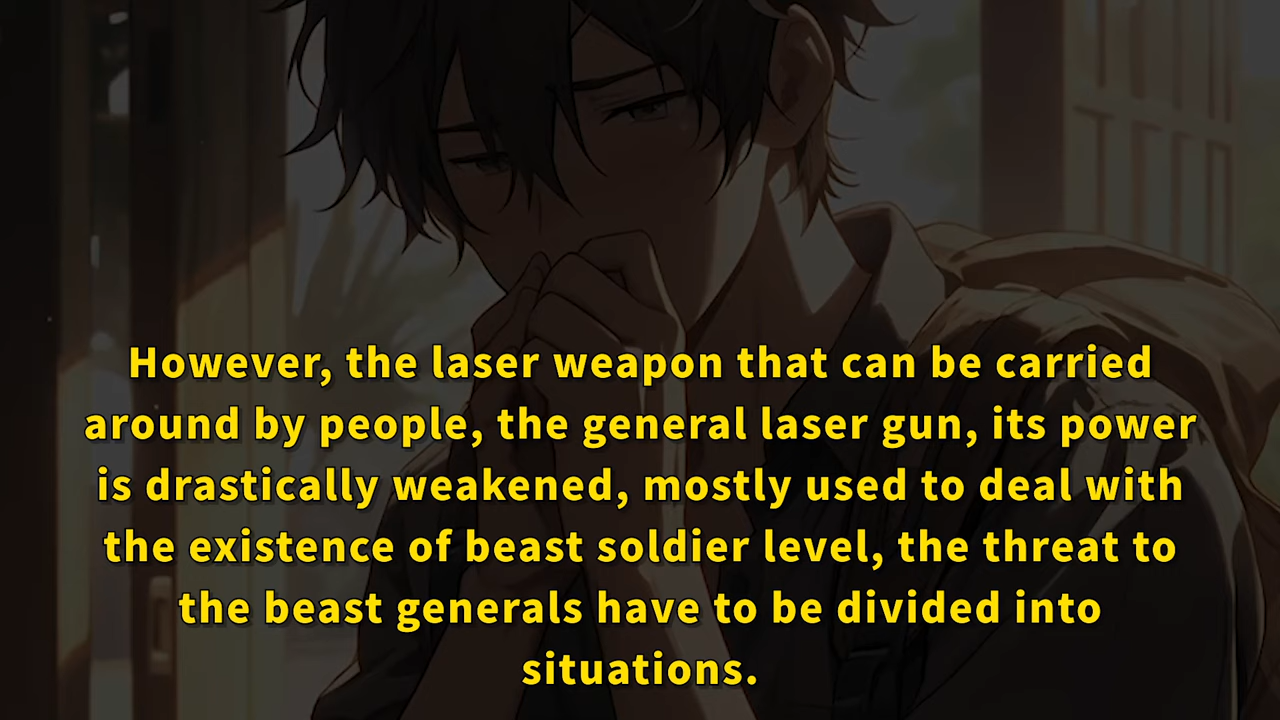 However, the laser weapon that can be carried
around by people, the general laser gun, its power
is drastically weakened, mostly used to deal with
the existence of beast soldier level, the threat to
the beast generals have to be divided into
situations.